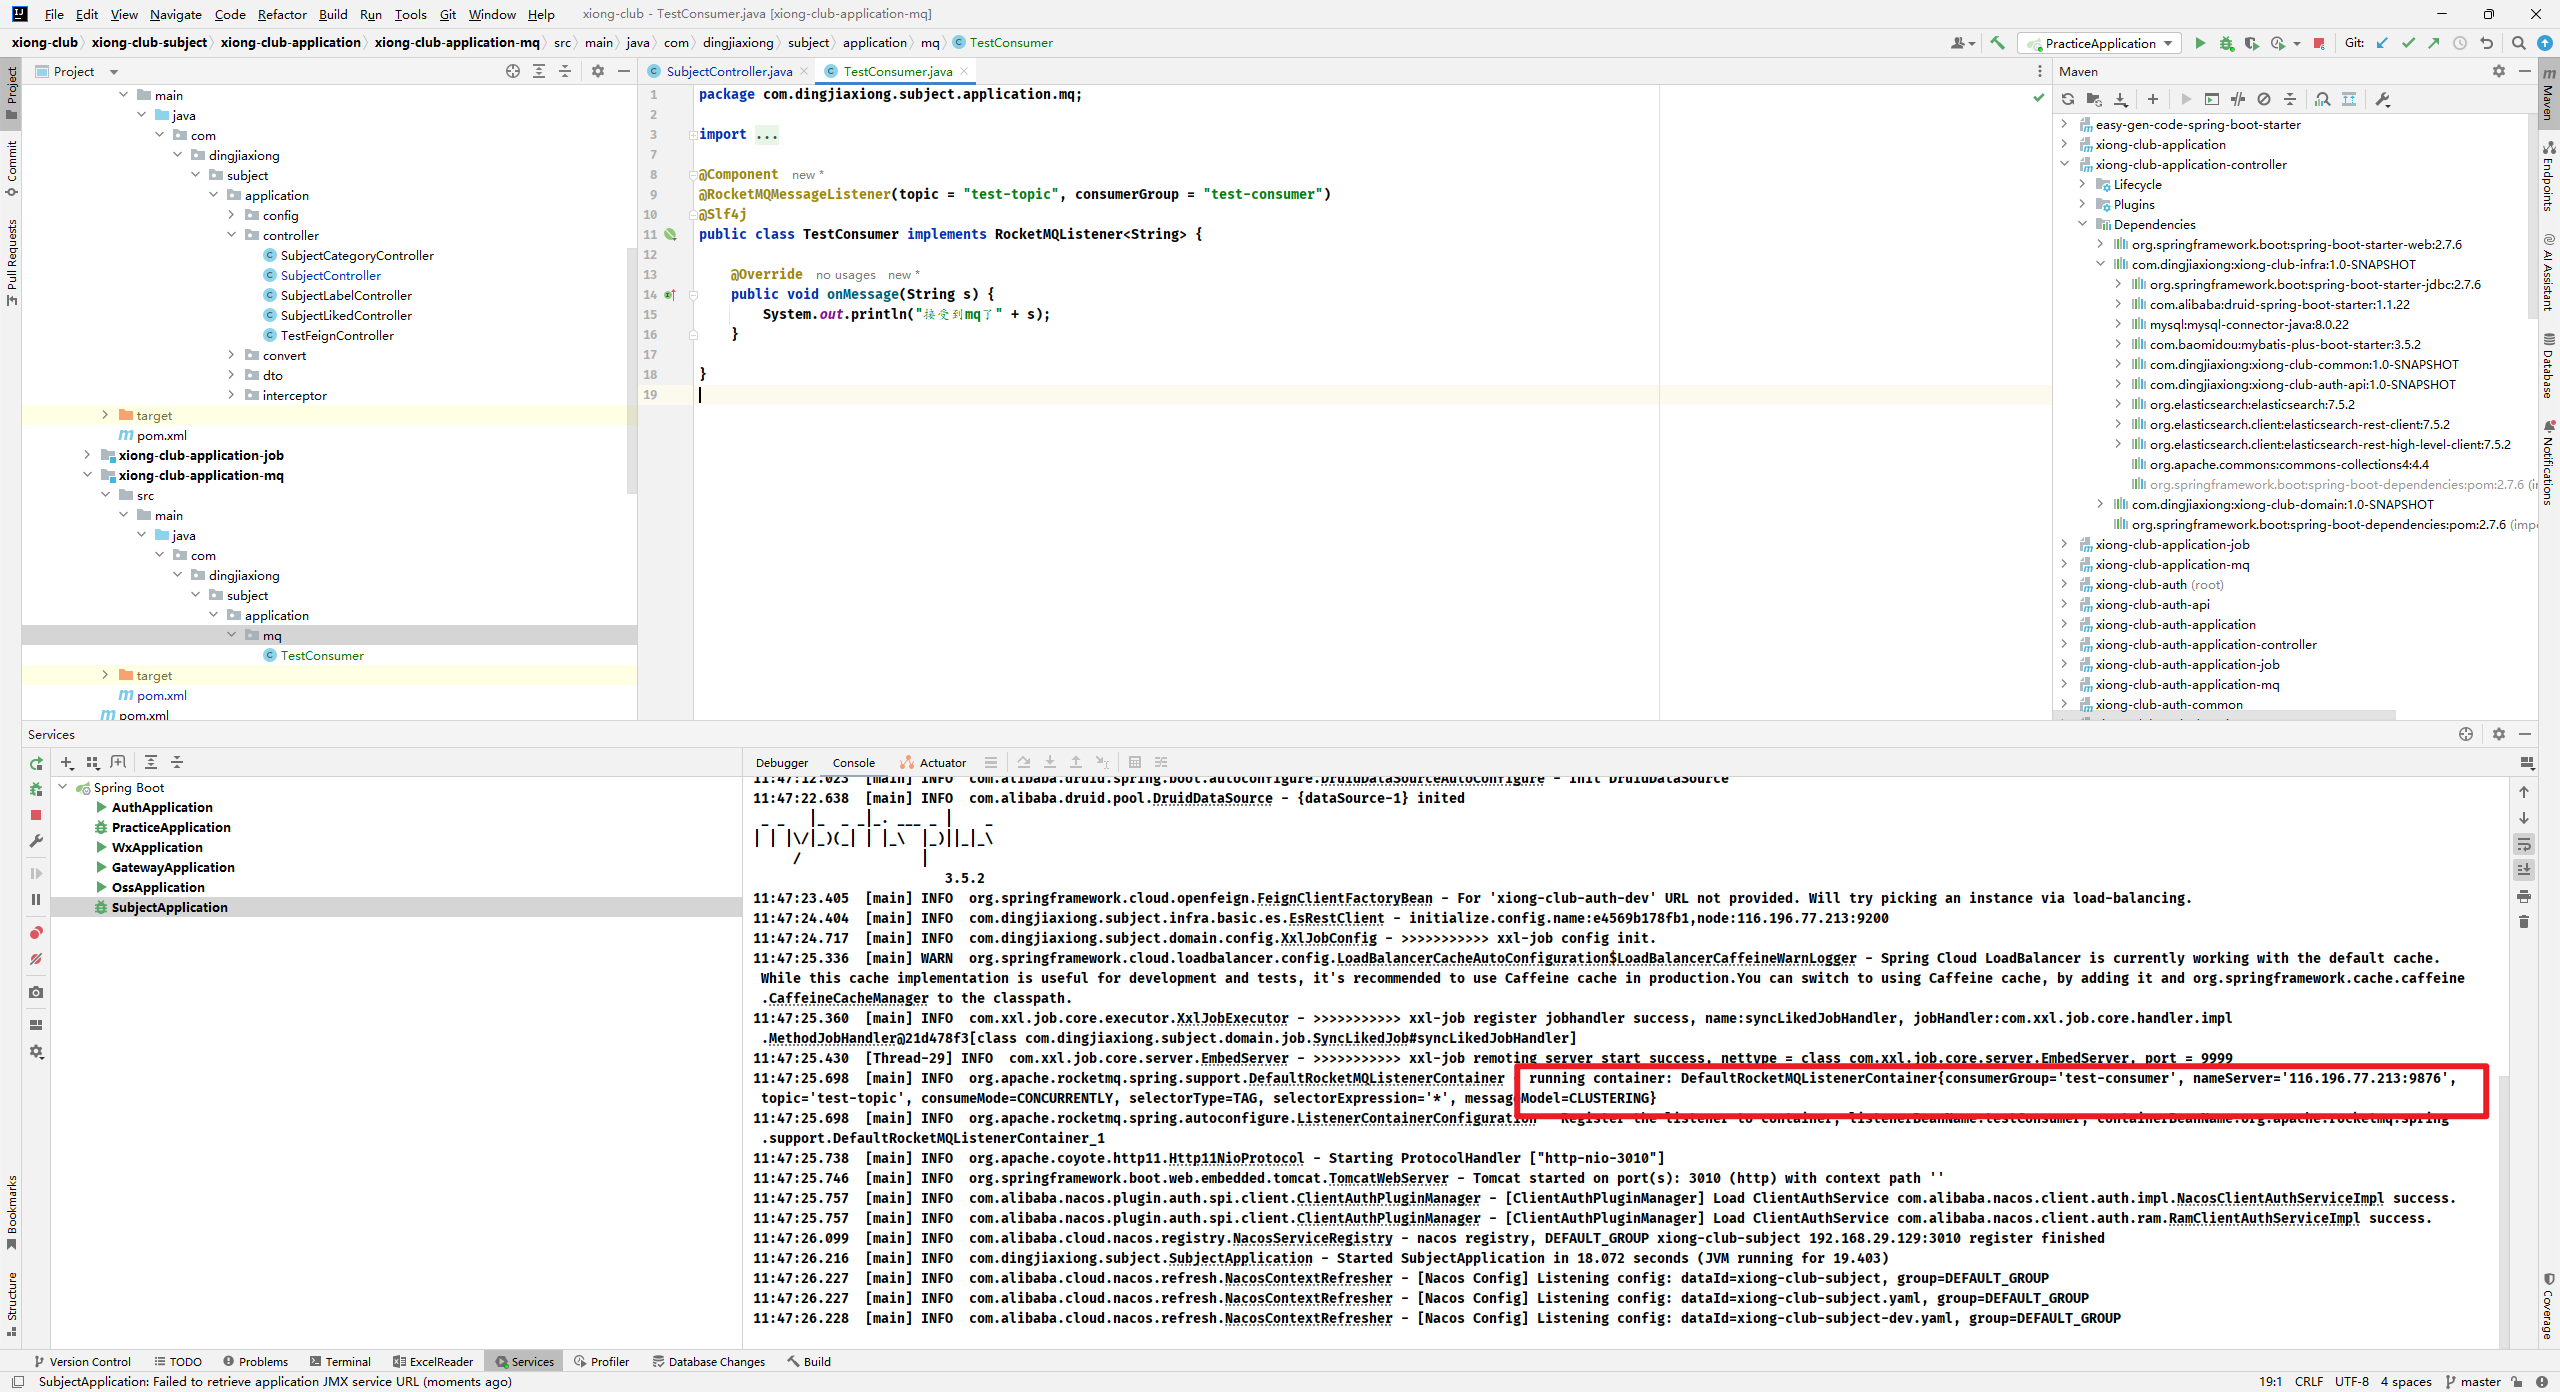 File Edit View Navigate Code Refactor Build Run Tools Git Window Help xiong-club - TestConsumer.java [xiong-club-application-mq]
xiong-club xiong-club-subject xiong-club-application xiong-club-application-mq src main java com dingjiaxiong subject application mq TestConsumer PracticeApplication Git:
Project
Commit
Pull Requests
Bookmarks
Structure
Project
main
java
com
dingjiaxiong
subject
application
config
controller
SubjectCategoryController
SubjectController
SubjectLabelController
SubjectLikedController
TestFeignController
convert
dto
interceptor
target
pom.xml
xiong-club-application-job
xiong-club-application-mq
src
main
java
com
dingjiaxiong
subject
application
mq
TestConsumer
target
pom.xml
pom.xml
SubjectController.java TestConsumer.java
1 package com.dingjiaxiong.subject.application.mq;
2
3 import ...
7
8 @Component new *
9 @RocketMQMessageListener(topic = "test-topic", consumerGroup = "test-consumer")
10 @Slf4j
11 public class TestConsumer implements RocketMQListener<String> {
12
13 @Override no usages new *
14 public void onMessage(String s) {
15 System.out.println("接受到mq了" + s);
16 }
17
18 }
19
Maven
easy-gen-code-spring-boot-starter
xiong-club-application
xiong-club-application-controller
Lifecycle
Plugins
Dependencies
org.springframework.boot:spring-boot-starter-web:2.7.6
com.dingjiaxiong:xiong-club-infra:1.0-SNAPSHOT
org.springframework.boot:spring-boot-starter-jdbc:2.7.6
com.alibaba:druid-spring-boot-starter:1.1.22
mysql:mysql-connector-java:8.0.22
com.baomidou:mybatis-plus-boot-starter:3.5.2
com.dingjiaxiong:xiong-club-common:1.0-SNAPSHOT
com.dingjiaxiong:xiong-club-auth-api:1.0-SNAPSHOT
org.elasticsearch:elasticsearch:7.5.2
org.elasticsearch.client:elasticsearch-rest-client:7.5.2
org.elasticsearch.client:elasticsearch-rest-high-level-client:7.5.2
org.apache.commons:commons-collections4:4.4
org.springframework.boot:spring-boot-dependencies:pom:2.7.6
com.dingjiaxiong:xiong-club-domain:1.0-SNAPSHOT
org.springframework.boot:spring-boot-dependencies:pom:2.7.6
xiong-club-application-job
xiong-club-application-mq
xiong-club-auth (root)
xiong-club-auth-api
xiong-club-auth-application
xiong-club-auth-application-controller
xiong-club-auth-application-job
xiong-club-auth-application-mq
xiong-club-auth-common
Maven
Endpoints
AI Assistant
Database
Notifications
Coverage
Services
Spring Boot
AuthApplication
PracticeApplication
WxApplication
GatewayApplication
OssApplication
SubjectApplication
Debugger Console Actuator
11:47:12.023 [main] INFO com.alibaba.druid.spring.boot.autoconfigure.DruidDataSourceAutoConfigure - Init DruidDataSource
11:47:22.638 [main] INFO com.alibaba.druid.pool.DruidDataSource - {dataSource-1} inited
3.5.2
11:47:23.405 [main] INFO org.springframework.cloud.openfeign.FeignClientFactoryBean - For 'xiong-club-auth-dev' URL not provided. Will try picking an instance via load-balancing.
11:47:24.404 [main] INFO com.dingjiaxiong.subject.infra.basic.es.EsRestClient - initialize.config.name:e4569b178fb1,node:116.196.77.213:9200
11:47:24.717 [main] INFO com.dingjiaxiong.subject.domain.config.XxlJobConfig - >>>>>>>>>>> xxl-job config init.
11:47:25.336 [main] WARN org.springframework.cloud.loadbalancer.config.LoadBalancerCacheAutoConfiguration$LoadBalancerCaffeineWarnLogger - Spring Cloud LoadBalancer is currently working with the default cache.
While this cache implementation is useful for development and tests, it's recommended to use Caffeine cache in production.You can switch to using Caffeine cache, by adding it and org.springframework.cache.caffeine
.CaffeineCacheManager to the classpath.
11:47:25.360 [main] INFO com.xxl.job.core.executor.XxlJobExecutor - >>>>>>>>>>> xxl-job register jobhandler success, name:syncLikedJobHandler, jobHandler:com.xxl.job.core.handler.impl
.MethodJobHandler@21d478f3[class com.dingjiaxiong.subject.domain.job.SyncLikedJob#syncLikedJobHandler]
11:47:25.430 [Thread-29] INFO com.xxl.job.core.server.EmbedServer - >>>>>>>>>>> xxl-job remoting server start success, nettype = class com.xxl.job.core.server.EmbedServer, port = 9999
11:47:25.698 [main] INFO org.apache.rocketmq.spring.support.DefaultRocketMQListenerContainer running container: DefaultRocketMQListenerContainer{consumerGroup='test-consumer', nameServer='116.196.77.213:9876',
topic='test-topic', consumeMode=CONCURRENTLY, selectorType=TAG, selectorExpression='*', messageModel=CLUSTERING}
11:47:25.698 [main] INFO org.apache.rocketmq.spring.autoconfigure.ListenerContainerConfiguration - Register the listener to container, listenerBeanName:testConsumer, containerBeanName:org.apache.rocketmq.spring
.support.DefaultRocketMQListenerContainer_1
11:47:25.738 [main] INFO org.apache.coyote.http11.Http11NioProtocol - Starting ProtocolHandler ["http-nio-3010"]
11:47:25.746 [main] INFO org.springframework.boot.web.embedded.tomcat.TomcatWebServer - Tomcat started on port(s): 3010 (http) with context path ''
11:47:25.757 [main] INFO com.alibaba.nacos.plugin.auth.spi.client.ClientAuthPluginManager - [ClientAuthPluginManager] Load ClientAuthService com.alibaba.nacos.client.auth.impl.NacosClientAuthServiceImpl success.
11:47:25.757 [main] INFO com.alibaba.nacos.plugin.auth.spi.client.ClientAuthPluginManager - [ClientAuthPluginManager] Load ClientAuthService com.alibaba.nacos.client.auth.ram.RamClientAuthServiceImpl success.
11:47:26.099 [main] INFO com.alibaba.cloud.nacos.registry.NacosServiceRegistry - nacos registry, DEFAULT_GROUP xiong-club-subject 192.168.29.129:3010 register finished
11:47:26.216 [main] INFO com.dingjiaxiong.subject.SubjectApplication - Started SubjectApplication in 18.072 seconds (JVM running for 19.403)
11:47:26.227 [main] INFO com.alibaba.cloud.nacos.refresh.NacosContextRefresher - [Nacos Config] Listening config: dataId=xiong-club-subject, group=DEFAULT_GROUP
11:47:26.227 [main] INFO com.alibaba.cloud.nacos.refresh.NacosContextRefresher - [Nacos Config] Listening config: dataId=xiong-club-subject.yaml, group=DEFAULT_GROUP
11:47:26.228 [main] INFO com.alibaba.cloud.nacos.refresh.NacosContextRefresher - [Nacos Config] Listening config: dataId=xiong-club-subject-dev.yaml, group=DEFAULT_GROUP
Version Control TODO Problems Terminal ExcelReader Services Profiler Database Changes Build
SubjectApplication: Failed to retrieve application JMX service URL (moments ago) 19:1 CRLF UTF-8 4 spaces master